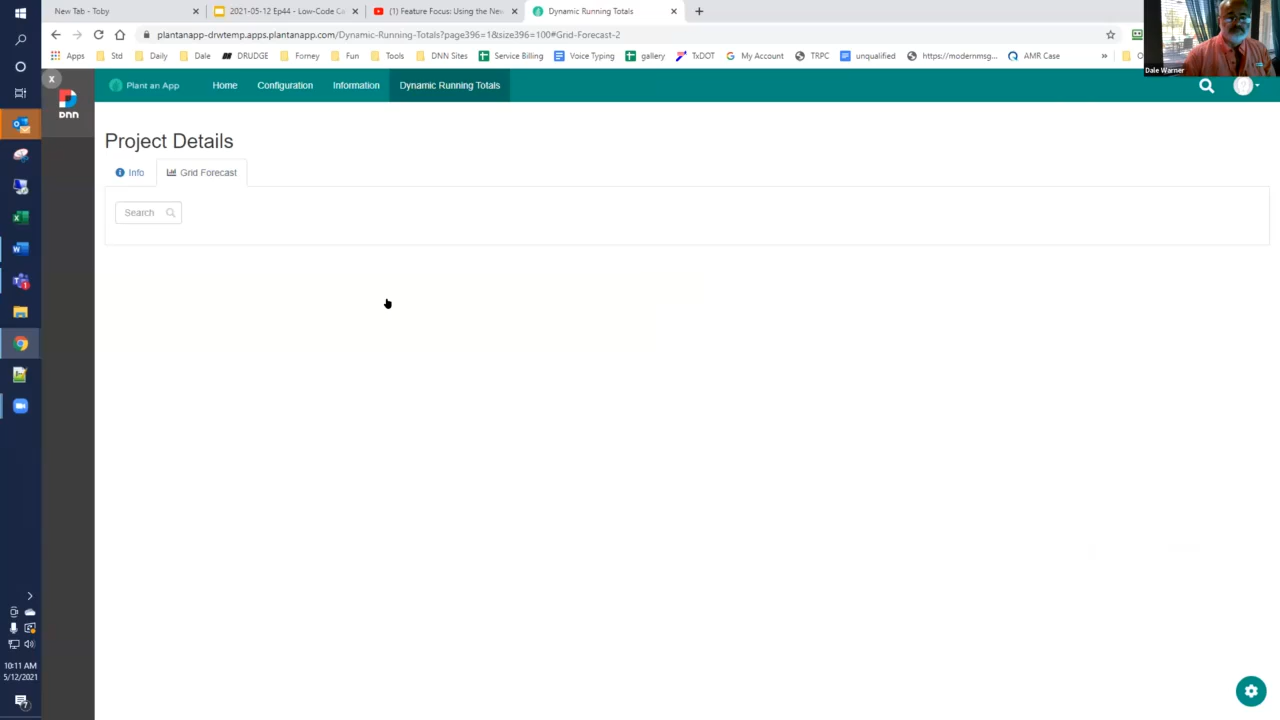 New Tab - Toby
2021-05-12 Ep44 - Low-Code Ca
(1) Feature Focus: Using the New
Dynamic Running Totals
plantanapp-drwtemp.apps.plantanapp.com/Dynamic-Running-Totals?page396=1&size396=100#Grid-Forecast-2
Apps Std Daily Dale DRUDGE Forney Fun Tools DNN Sites Service Billing Voice Typing gallery TxDOT My Account TRPC unqualified https://modernmsg... AMR Case » O
Dale Warner
X
DNN
Plant an App Home Configuration Information Dynamic Running Totals
Project Details
Info Grid Forecast
Search
10:11 AM
5/12/2021
7